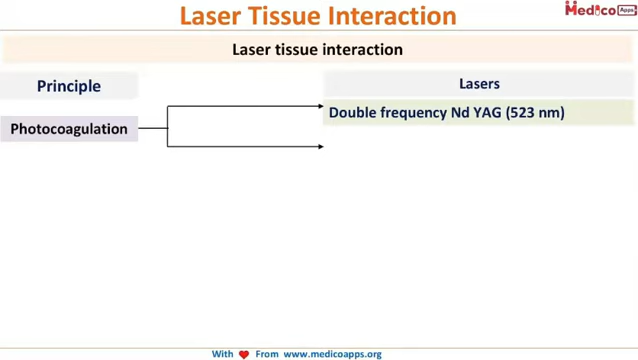 Laser Tissue Interaction
Medico Apps
Laser tissue interaction
Principle
Lasers
Photocoagulation
Double frequency Nd YAG (523 nm)
With From www.medicoapps.org